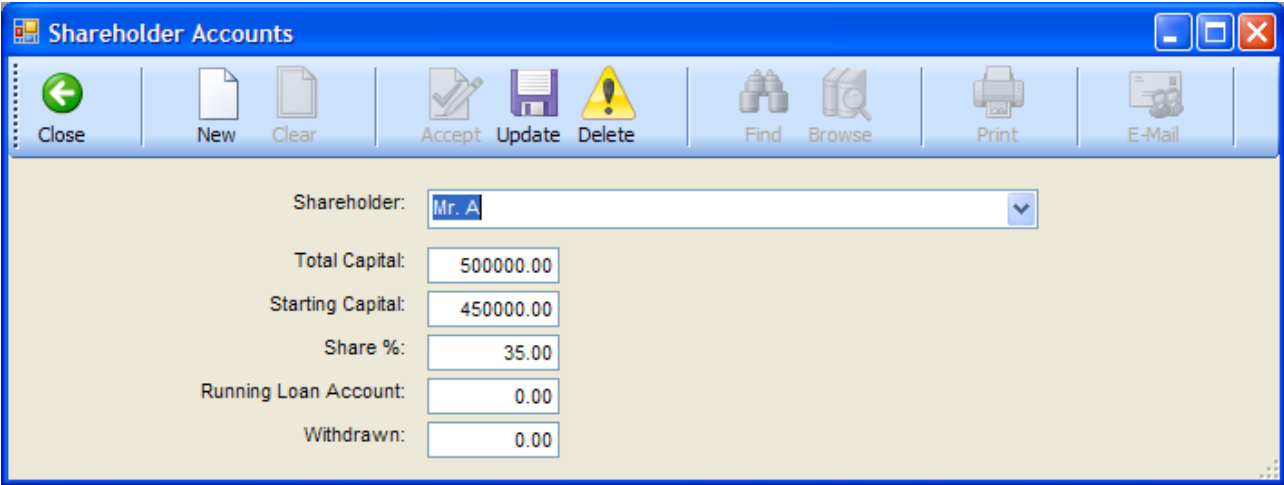 Shareholder Accounts
Close New Clear Accept Update Delete Find Browse Print E-Mail
Shareholder: Mr. A
Total Capital: 500000.00
Starting Capital: 450000.00
Share %: 35.00
Running Loan Account: 0.00
Withdrawn: 0.00